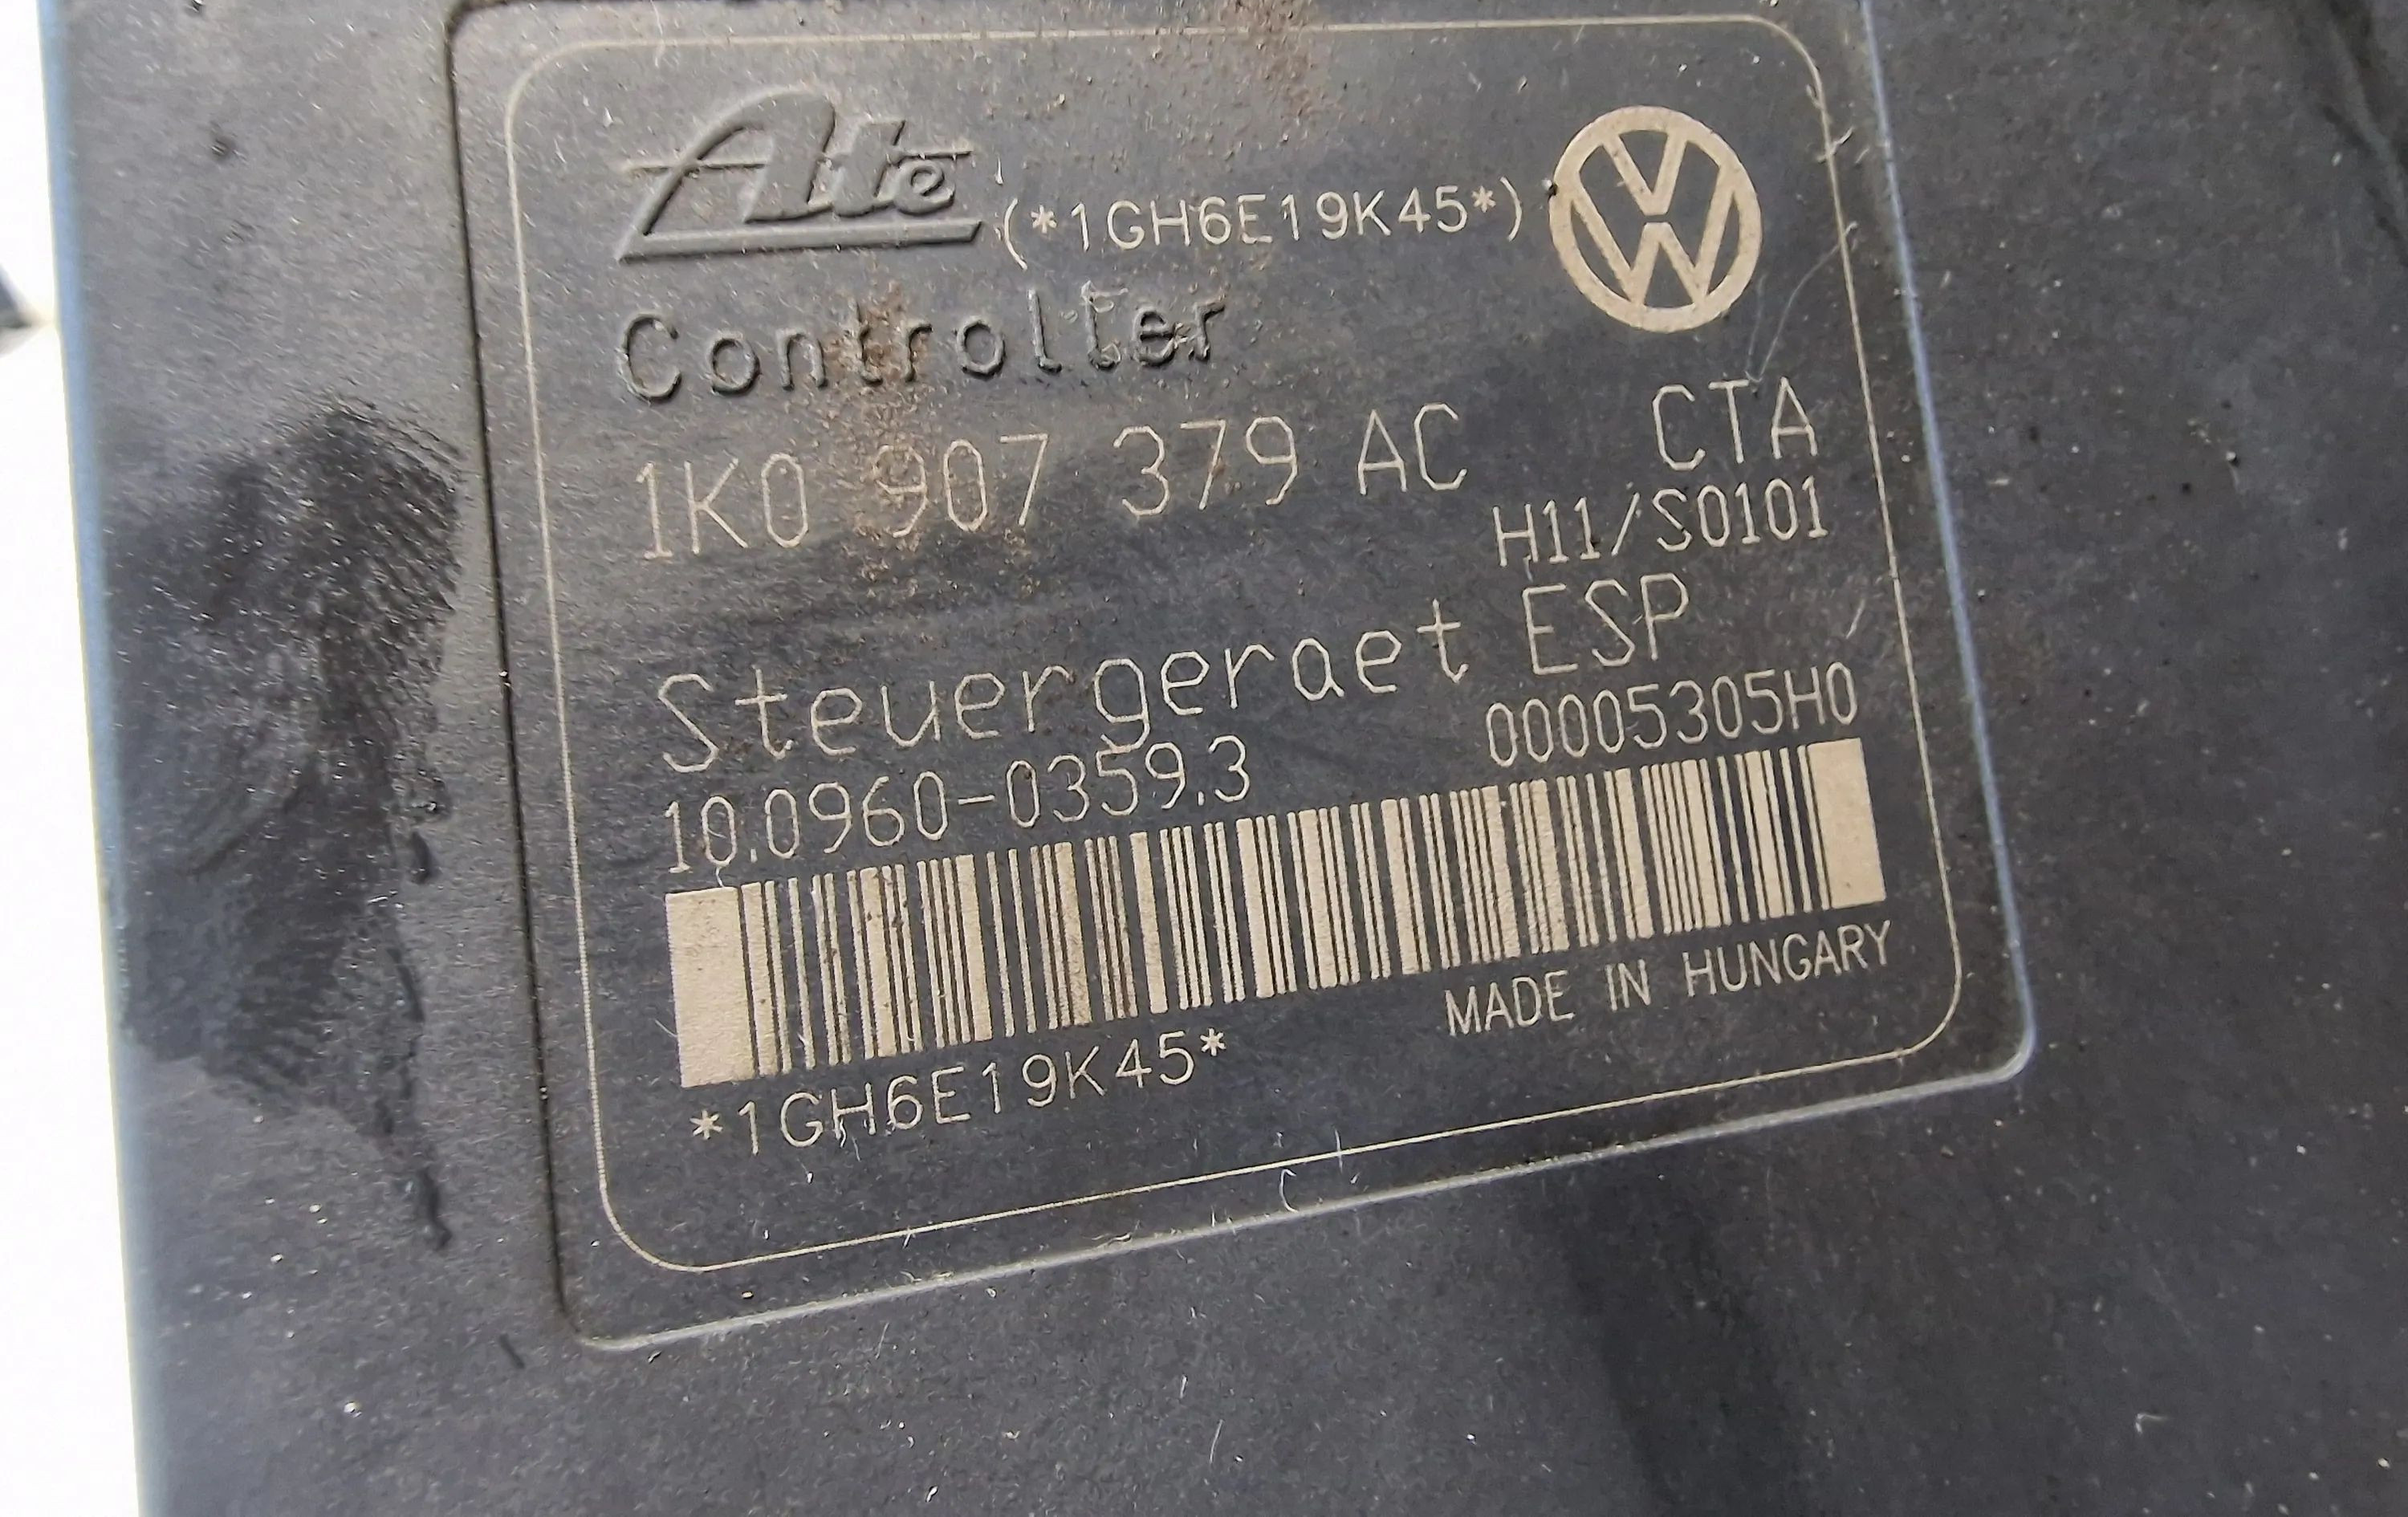 Ate (*1GH6E19K45*)
Controller
1K0 907 379 AC CTA
H11/S0101
Steuergeraet ESP
10.0960-0359.3 00005305H0
MADE IN HUNGARY
*1GH6E19K45*